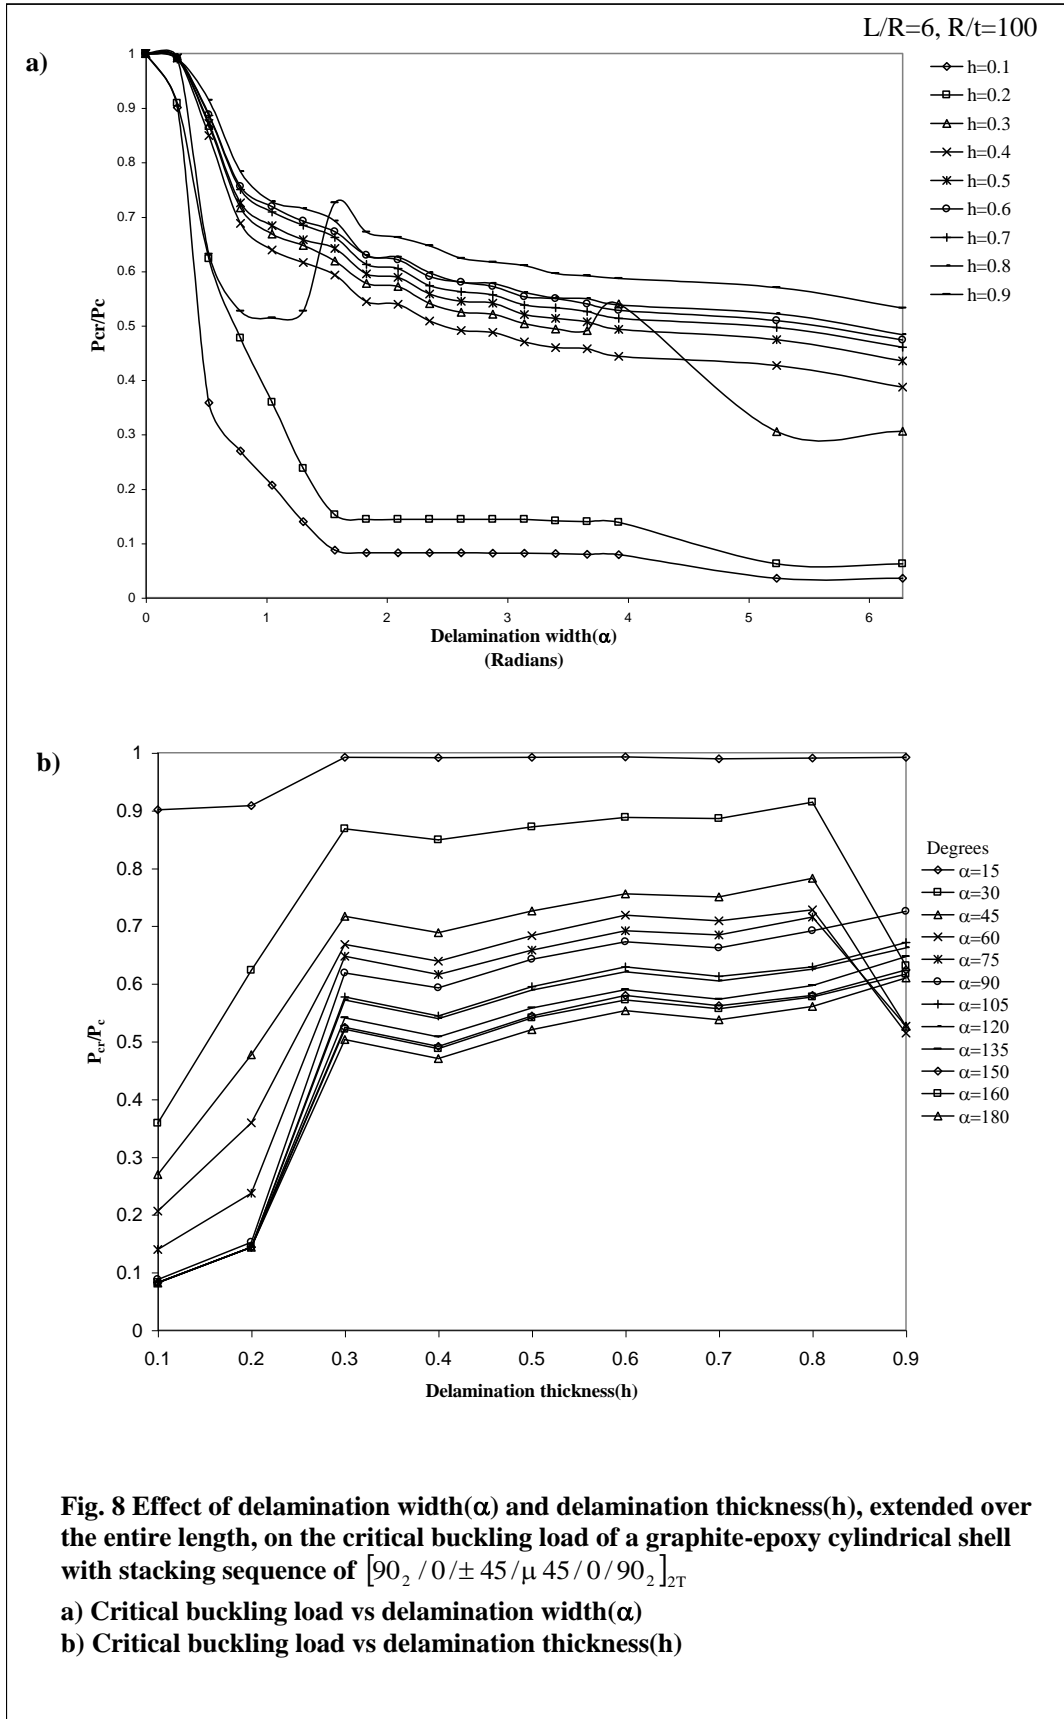 L/R=6, R/t=100
a)
Pcr/Pc
1
0.9
0.8
0.7
0.6
0.5
0.4
0.3
0.2
0.1
0
0 1 2 3 4 5 6
Delamination width(α)
(Radians)
h=0.1
h=0.2
h=0.3
h=0.4
h=0.5
h=0.6
h=0.7
h=0.8
h=0.9
b)
Pcr/Pc
1
0.9
0.8
0.7
0.6
0.5
0.4
0.3
0.2
0.1
0
0.1 0.2 0.3 0.4 0.5 0.6 0.7 0.8 0.9
Delamination thickness(h)
Degrees
α=15
α=30
α=45
α=60
α=75
α=90
α=105
α=120
α=135
α=150
α=160
α=180
Fig. 8 Effect of delamination width(α) and delamination thickness(h), extended over
the entire length, on the critical buckling load of a graphite-epoxy cylindrical shell
with stacking sequence of [90₂ / 0 / ± 45 / μ 45 / 0 / 90₂]₂T
a) Critical buckling load vs delamination width(α)
b) Critical buckling load vs delamination thickness(h)